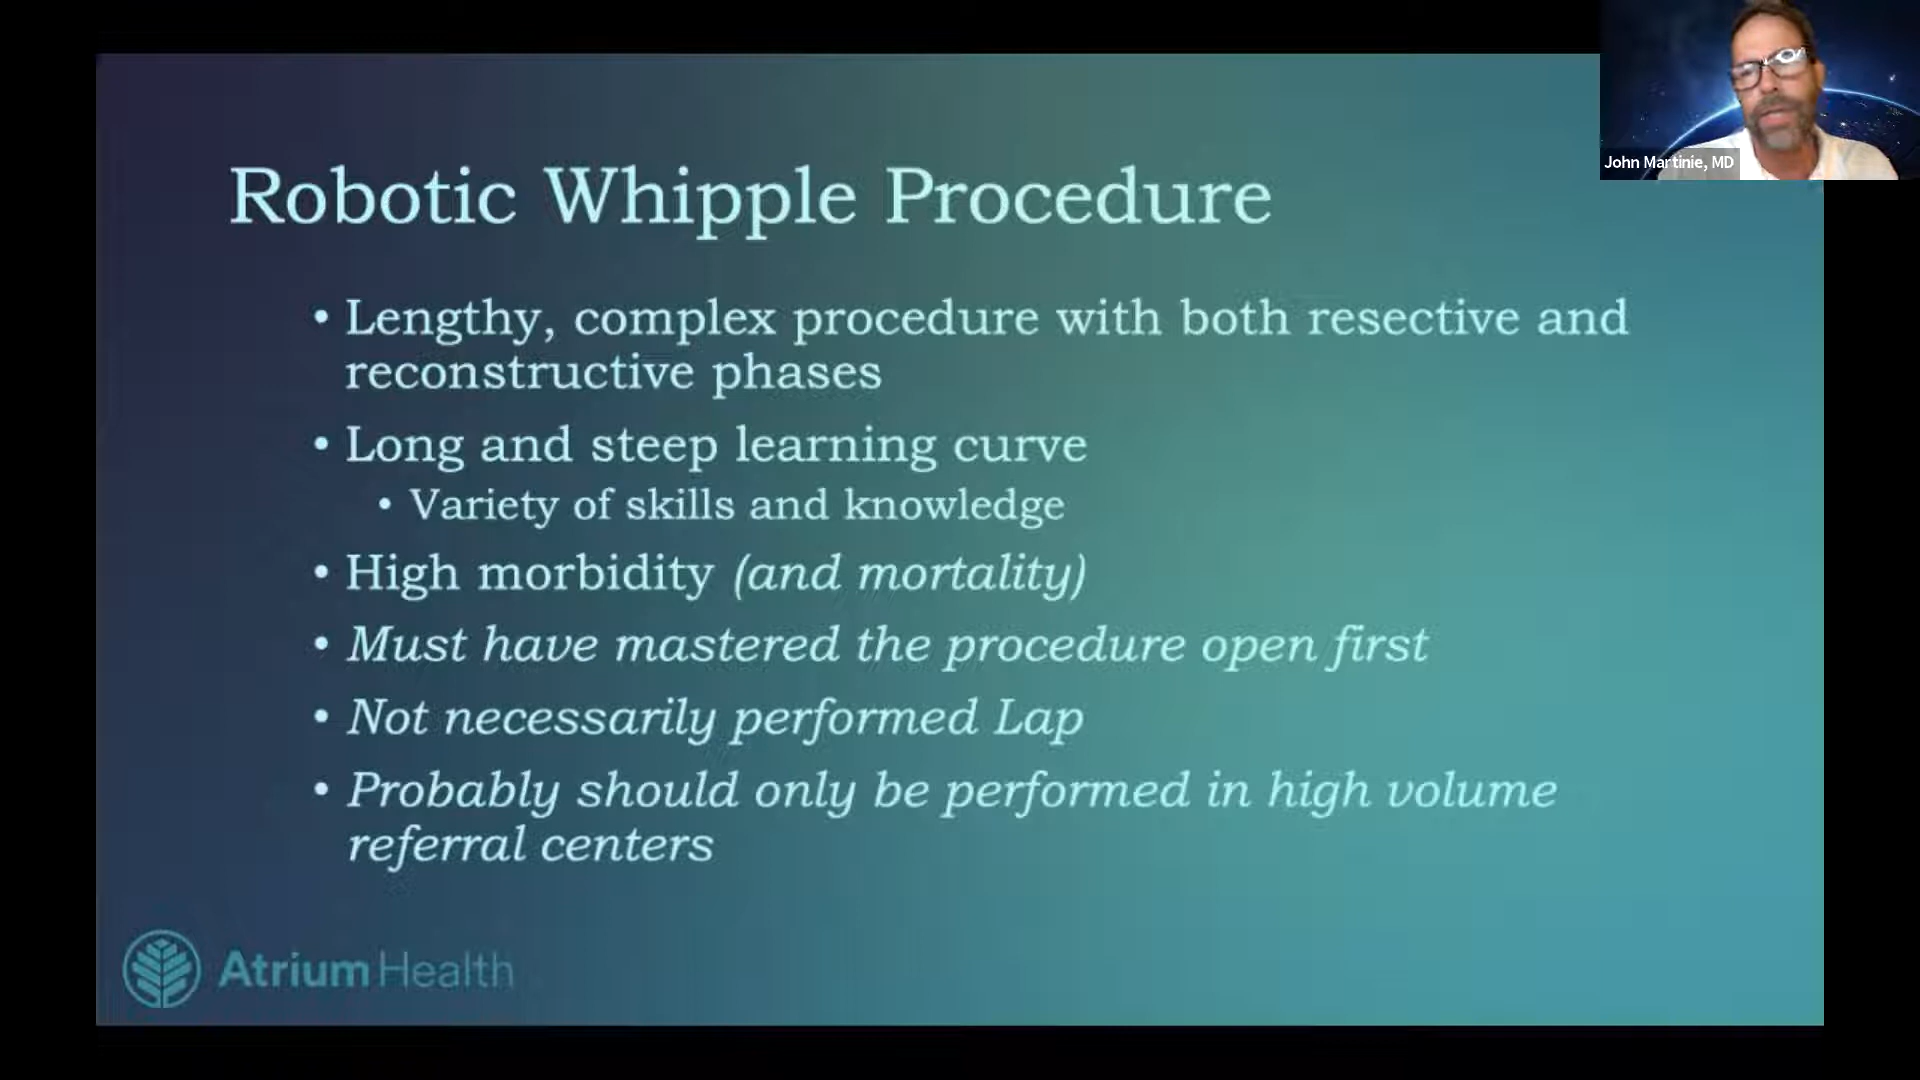 John Martinie, MD
Robotic Whipple Procedure
• Lengthy, complex procedure with both resective and
reconstructive phases
• Long and steep learning curve
• Variety of skills and knowledge
• High morbidity (and mortality)
• Must have mastered the procedure open first
• Not necessarily performed Lap
• Probably should only be performed in high volume
referral centers
Atrium Health